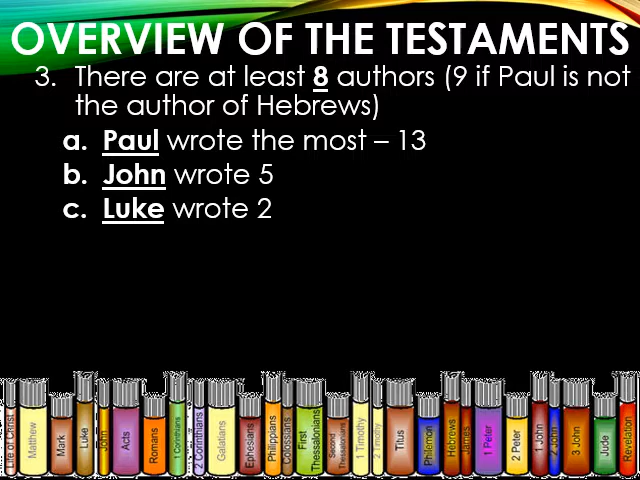 OVERVIEW OF THE TESTAMENTS
3. There are at least 8 authors (9 if Paul is not
the author of Hebrews)
a. Paul wrote the most – 13
b. John wrote 5
c. Luke wrote 2
Life of Christ
Matthew
Mark
Luke
John
Acts
Romans
1 Corinthians
2 Corinthians
Galatians
Ephesians
Philippians
Colossians
First
Thessalonians
Second
Thessalonians
1 Timothy
2 Timothy
Titus
Philemon
Hebrews
James
1 Peter
2 Peter
1 John
2 John
3 John
Jude
Revelation